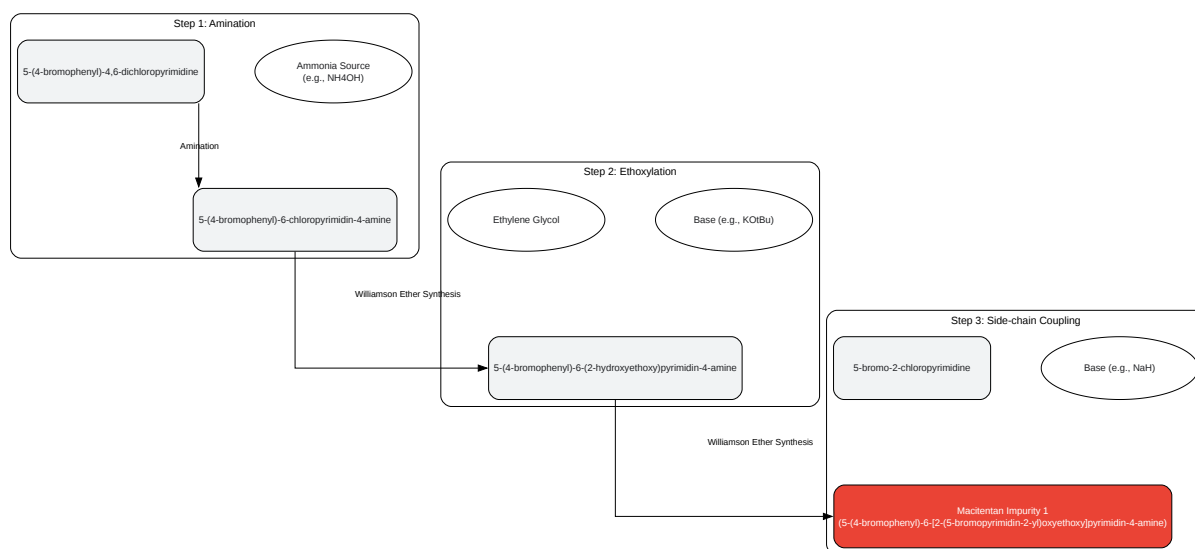 Step 1: Amination
5-(4-bromophenyl)-4,6-dichloropyrimidine
Ammonia Source
(e.g., NH4OH)
Amination
5-(4-bromophenyl)-6-chloropyrimidin-4-amine
Step 2: Ethoxylation
Ethylene Glycol
Base (e.g., KOtBu)
Williamson Ether Synthesis
5-(4-bromophenyl)-6-(2-hydroxyethoxy)pyrimidin-4-amine
Step 3: Side-chain Coupling
5-bromo-2-chloropyrimidine
Base (e.g., NaH)
Williamson Ether Synthesis
Macitentan Impurity 1
(5-(4-bromophenyl)-6-[2-(5-bromopyrimidin-2-yl)oxyethoxy]pyrimidin-4-amine)